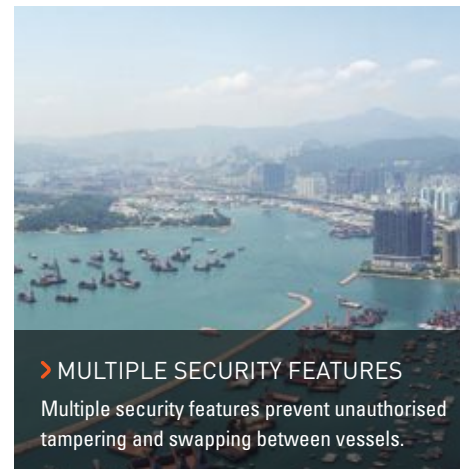 > MULTIPLE SECURITY FEATURES
Multiple security features prevent unauthorised
tampering and swapping between vessels.